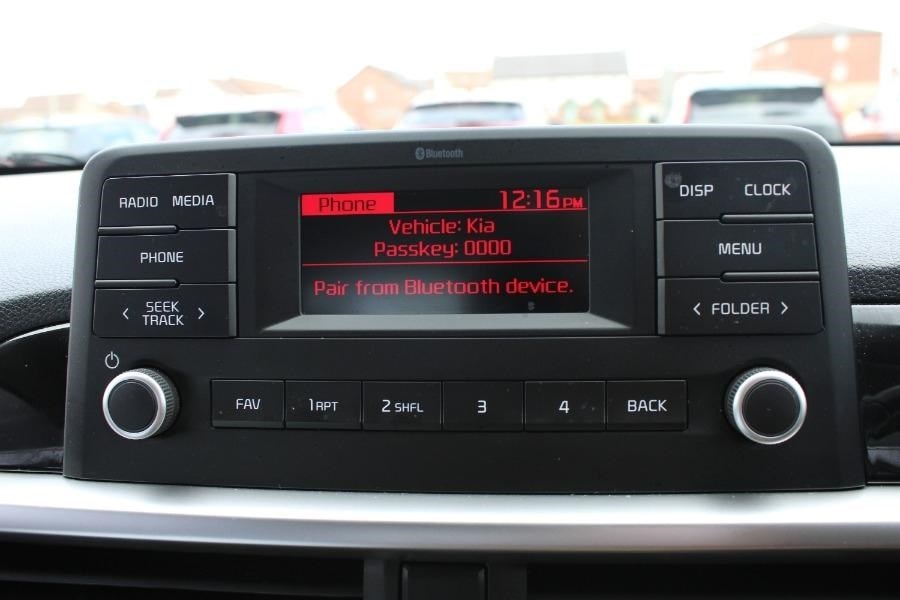 Bluetooth
RADIO MEDIA
PHONE
< SEEK TRACK >
Phone 12:16 PM
Vehicle: Kia
Passkey: 0000
Pair from Bluetooth device.
DISP CLOCK
MENU
< FOLDER >
FAV 1 RPT 2 SHFL 3 4 BACK